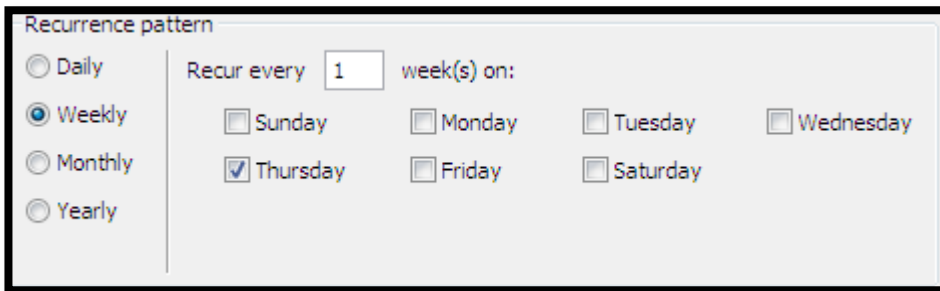 Recurrence pattern
Daily
Recur every 1 week(s) on:
Weekly
Sunday Monday Tuesday Wednesday
Monthly
Thursday Friday Saturday
Yearly